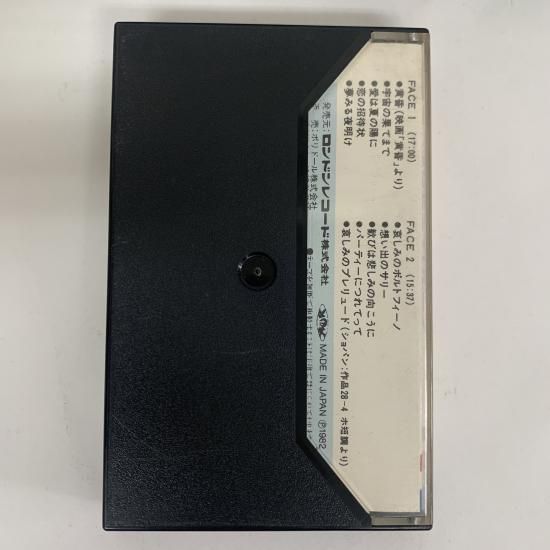 FACE 1 (17:00)
●黄昏(映画「黄昏」より)
●宇宙の果てまで
●愛は夏の陽に
●恋の招待状
●夢みる夜明け
FACE 2 (15:37)
●哀しみのポルトフィーノ
●想い出のサリー
●歓びは悲しみの向こうに
●パーティーにつれてって
●哀しみのプレリュード(ショパン:作品28-4 ホ短調より)
発売元:ロンドンレコード株式会社
売:ポリドール株式会社
MADE IN JAPAN Ⓟ1982